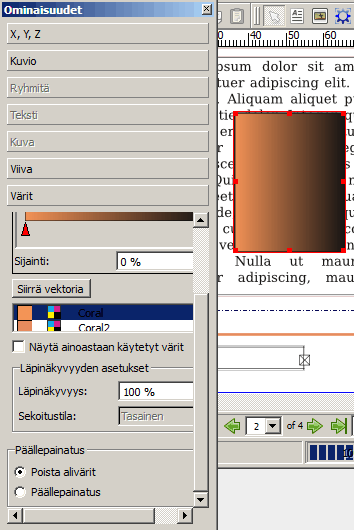 Ominaisuudet
X, Y, Z
Kuvio
Ryhmitä
Teksti
Kuva
Viiva
Värit
Sijainti:
0 %
Siirrä vektoria
Coral
Coral2
Näytä ainoastaan käytetyt värit
Läpinäkyvyyden asetukset
Läpinäkyvyys:
100 %
Sekoitustila:
Tasainen
Päällepainatus
Poista alivärit
Päällepainatus
40
50
60
psum dolor sit am
tuer adipiscing elit.
Aliquam aliquet pu
Nulla ut maur
r adipiscing, mau
2
of 4